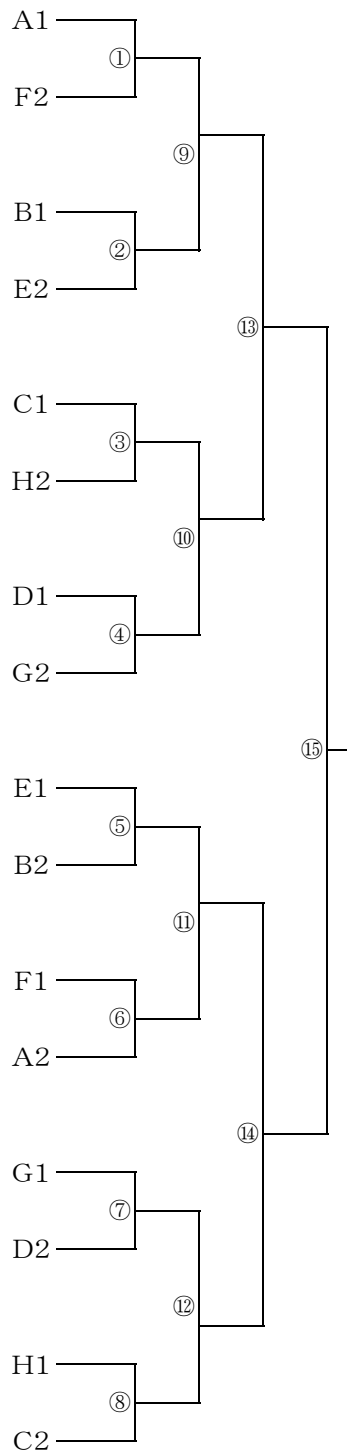 A1
①
F2
⑨
B1
②
E2
⑬
C1
③
H2
⑩
D1
④
G2
⑮
E1
⑤
B2
⑪
F1
⑥
A2
⑭
G1
⑦
D2
⑫
H1
⑧
C2